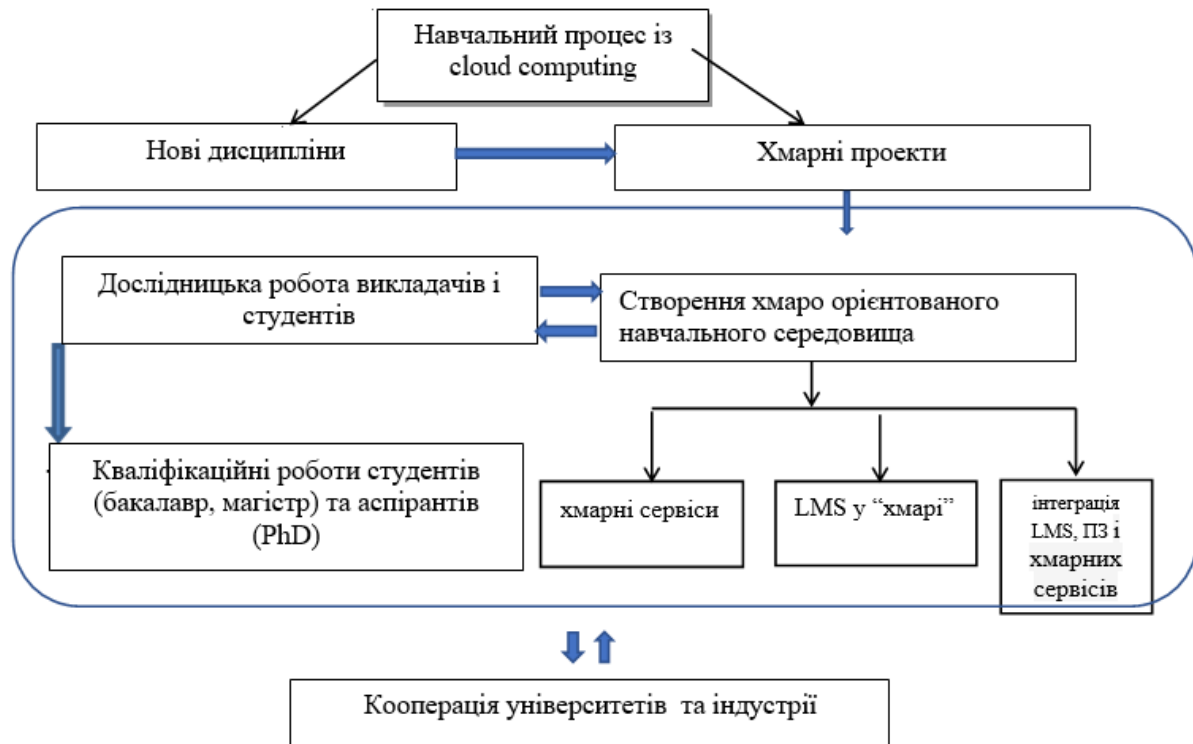 Навчальний процес із
cloud computing
Нові дисципліни
Хмарні проекти
Дослідницька робота викладачів і
студентів
Створення хмаро орієнтованого
навчального середовища
Кваліфікаційні роботи студентів
(бакалавр, магістр) та аспірантів
(PhD)
хмарні сервіси
LMS у “хмарі”
інтеграція
LMS, ПЗ і
хмарних
сервісів
Кооперація університетів та індустрії